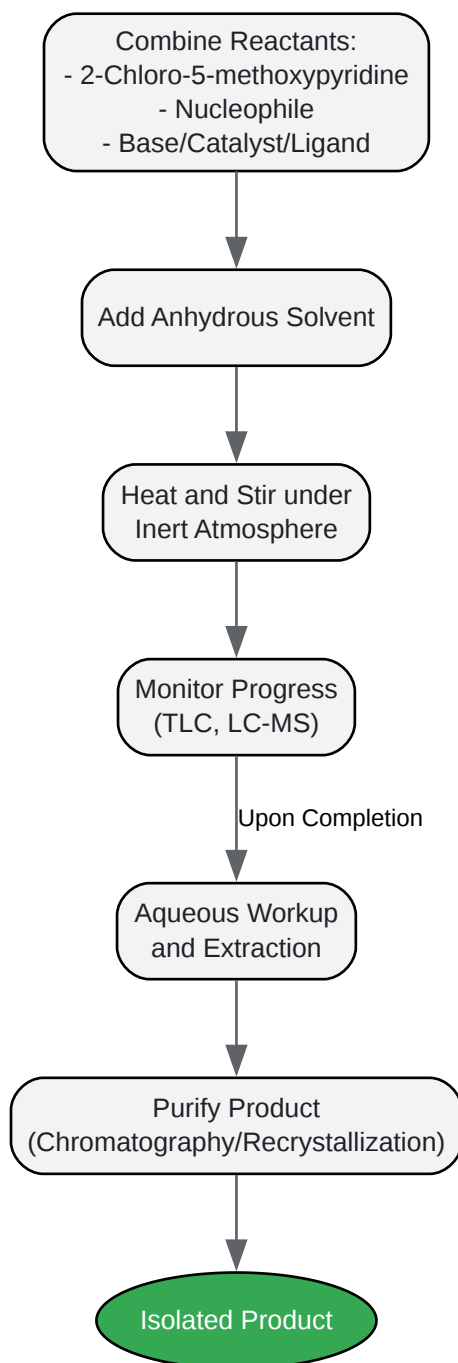 Combine Reactants:
- 2-Chloro-5-methoxypyridine
- Nucleophile
- Base/Catalyst/Ligand
Add Anhydrous Solvent
Heat and Stir under
Inert Atmosphere
Monitor Progress
(TLC, LC-MS)
Upon Completion
Aqueous Workup
and Extraction
Purify Product
(Chromatography/Recrystallization)
Isolated Product